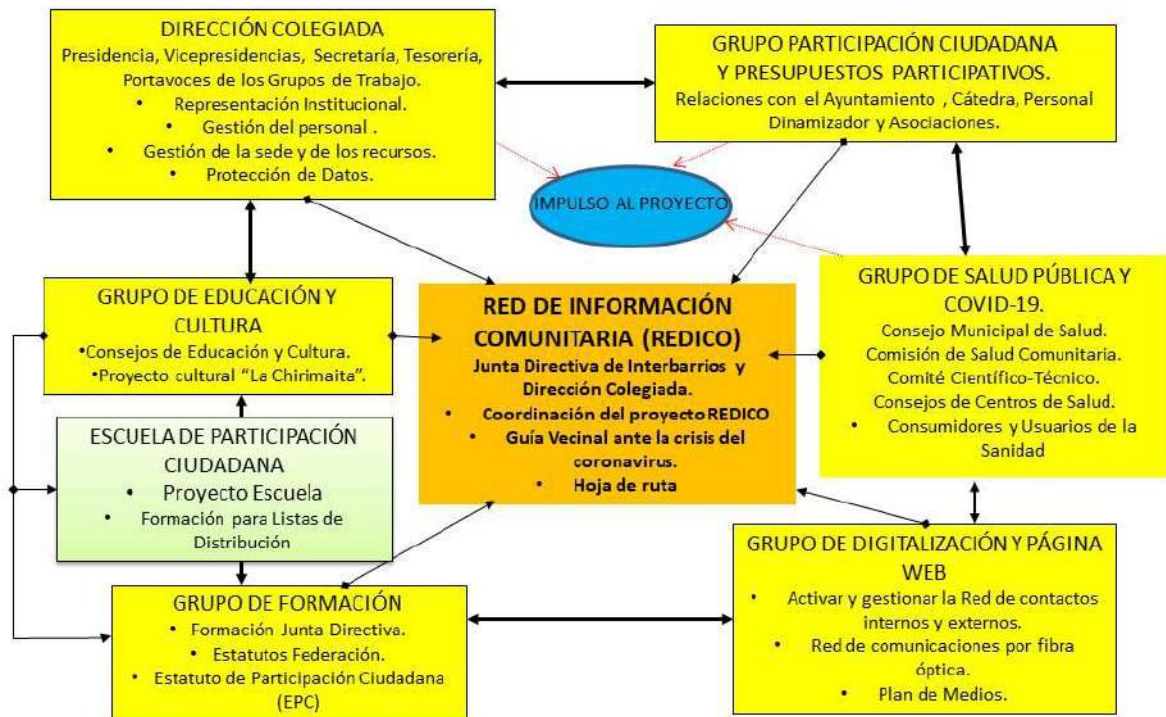 DIRECCIÓN COLEGIADA
Presidencia, Vicepresidencias, Secretaría, Tesorería,
Portavoces de los Grupos de Trabajo.
• Representación Institucional.
• Gestión del personal .
• Gestión de la sede y de los recursos.
• Protección de Datos.
GRUPO PARTICIPACIÓN CIUDADANA
Y PRESUPUESTOS PARTICIPATIVOS.
Relaciones con el Ayuntamiento , Cátedra, Personal
Dinamizador y Asociaciones.
IMPULSO AL PROYECTO
GRUPO DE EDUCACIÓN Y
CULTURA
•Consejos de Educación y Cultura.
•Proyecto cultural “La Chirimaita”.
RED DE INFORMACIÓN
COMUNITARIA (REDICO)
Junta Directiva de Interbarrios y
Dirección Colegiada.
• Coordinación del proyecto REDICO
• Guía Vecinal ante la crisis del
coronavirus.
• Hoja de ruta
GRUPO DE SALUD PÚBLICA Y
COVID-19.
Consejo Municipal de Salud.
Comisión de Salud Comunitaria.
Comité Científico-Técnico.
Consejos de Centros de Salud.
• Consumidores y Usuarios de la
Sanidad
ESCUELA DE PARTICIPACIÓN
CIUDADANA
• Proyecto Escuela
• Formación para Listas de
Distribución
GRUPO DE FORMACIÓN
• Formación Junta Directiva.
• Estatutos Federación.
• Estatuto de Participación Ciudadana
(EPC)
GRUPO DE DIGITALIZACIÓN Y PÁGINA
WEB
• Activar y gestionar la Red de contactos
internos y externos.
• Red de comunicaciones por fibra
óptica.
• Plan de Medios.